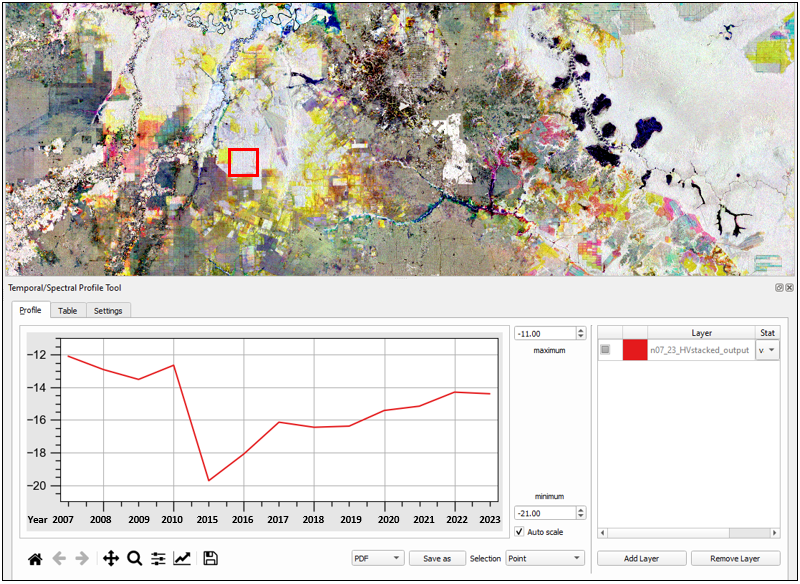 Temporal/Spectral Profile Tool
Profile Table Settings
-12
-14
-16
-18
-20
Year 2007 2008 2009 2010 2015 2016 2017 2018 2019 2020 2021 2022 2023
-11.00
maximum
minimum
-21.00
Auto scale
Layer Stat
n07_23_HVstacked_output v
PDF Save as Selection Point
Add Layer Remove Layer